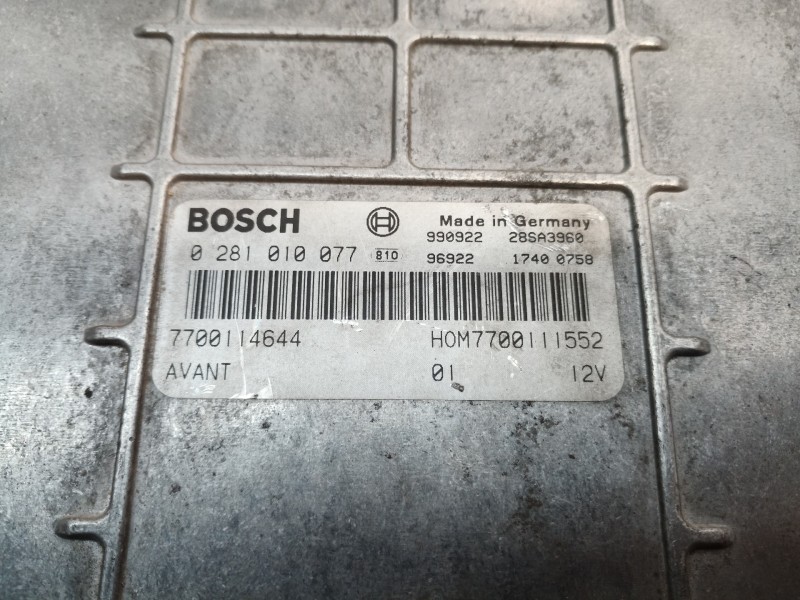 BOSCH Made in Germany
990922 28SA3960
0 281 010 077 810 96922 1740 0758
7700114644 HOM7700111552
AVANT 01 12V